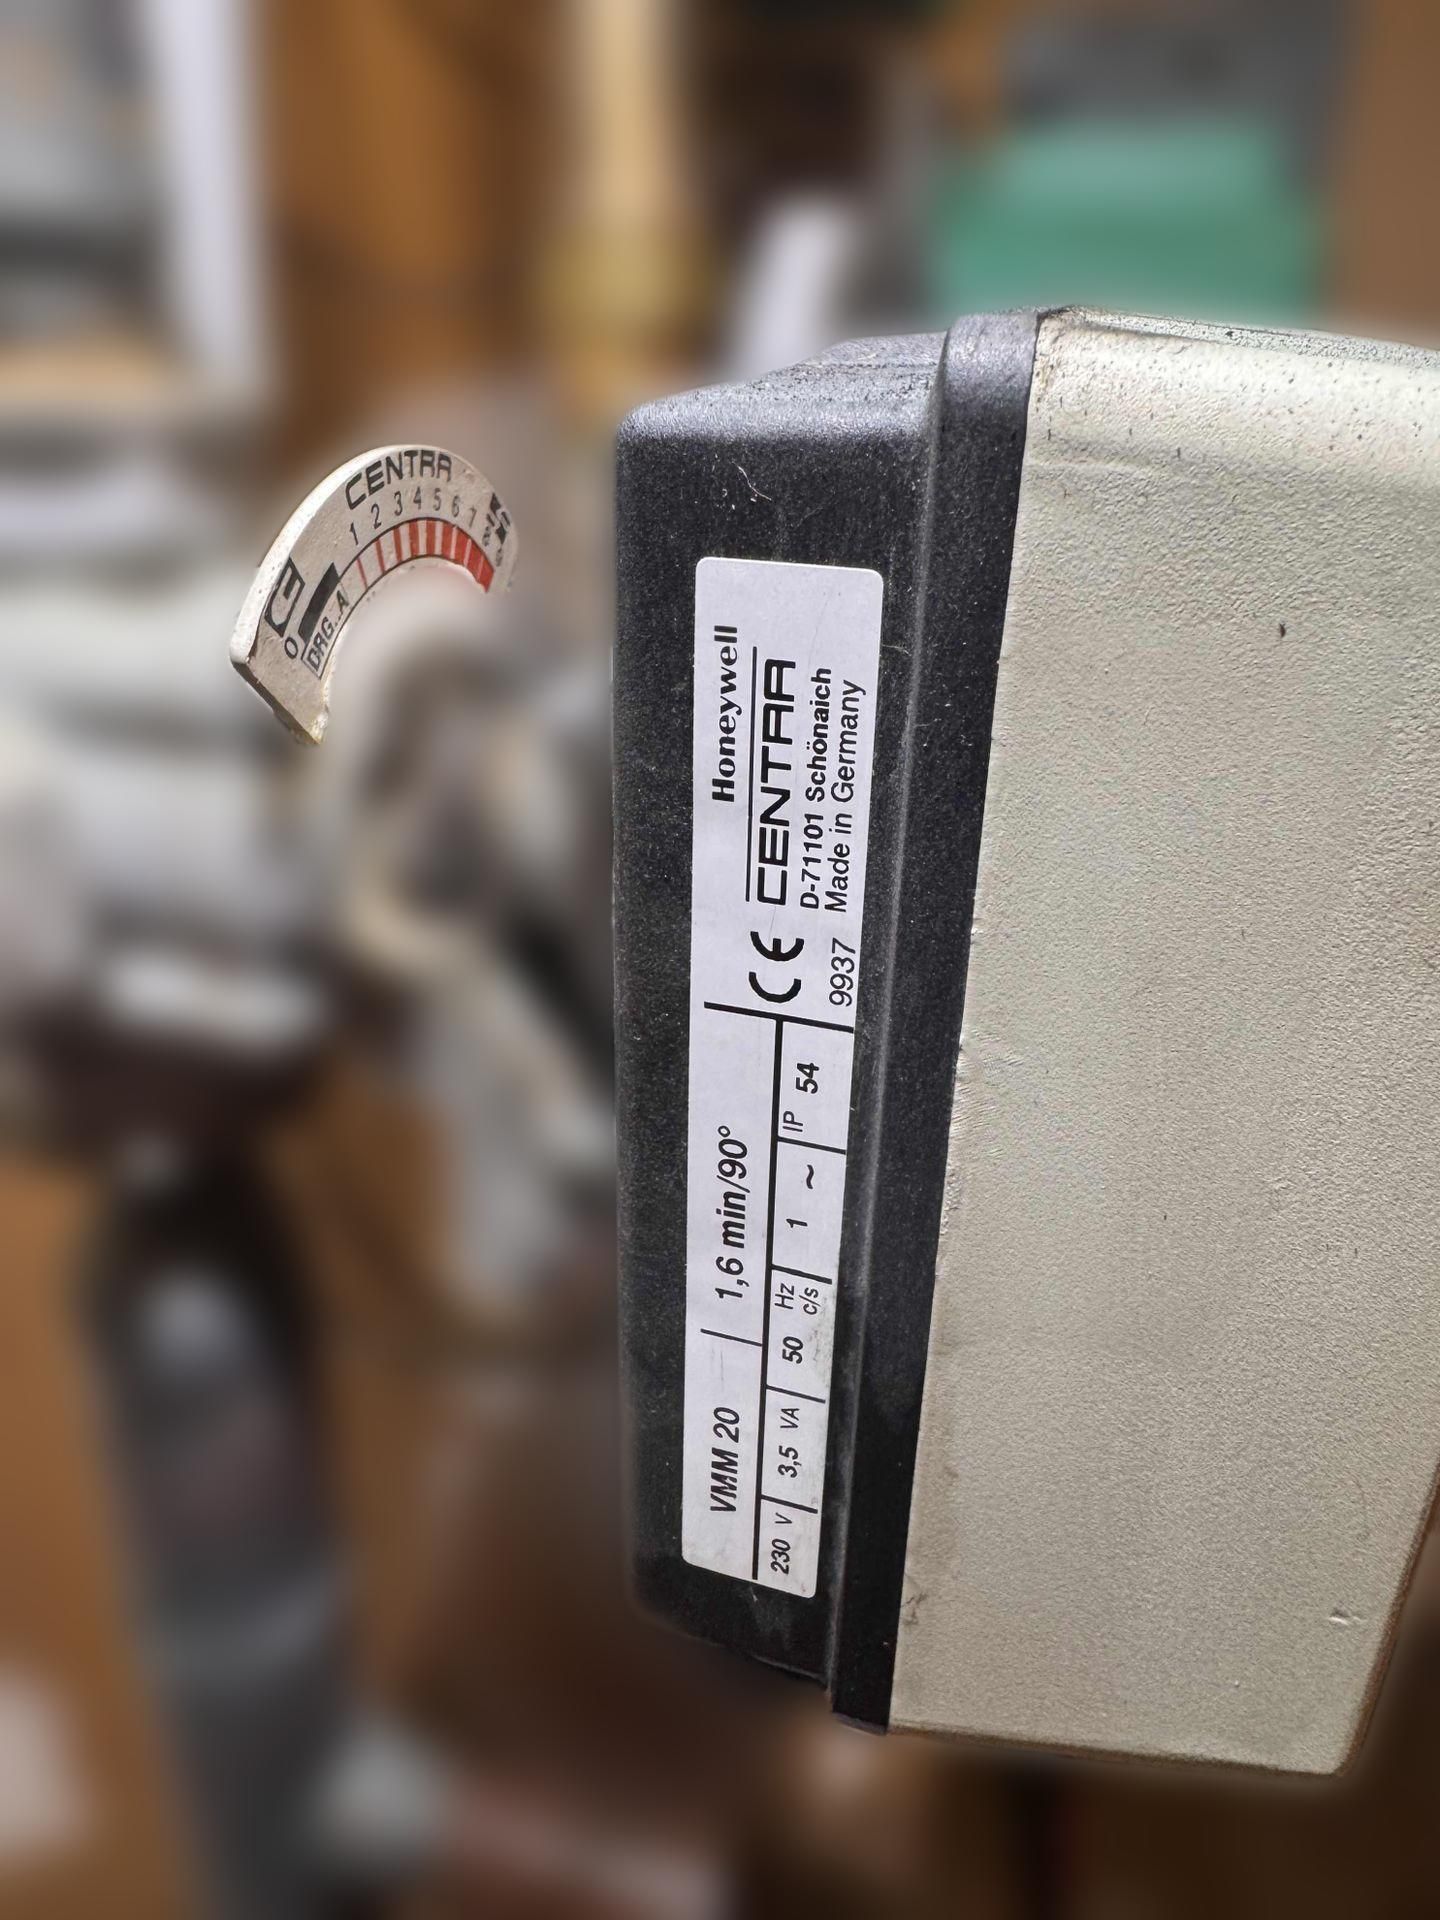 CENTRA
1 2 3 4 5 6 7 8 9
0
DRG...A
Honeywell
CENTRA
D-71101 Schönaich
Made in Germany
CE
9937
VMM 20
1,6 min/90°
230 V
3,5 VA
50 Hz
c/s
1 ~
IP 54